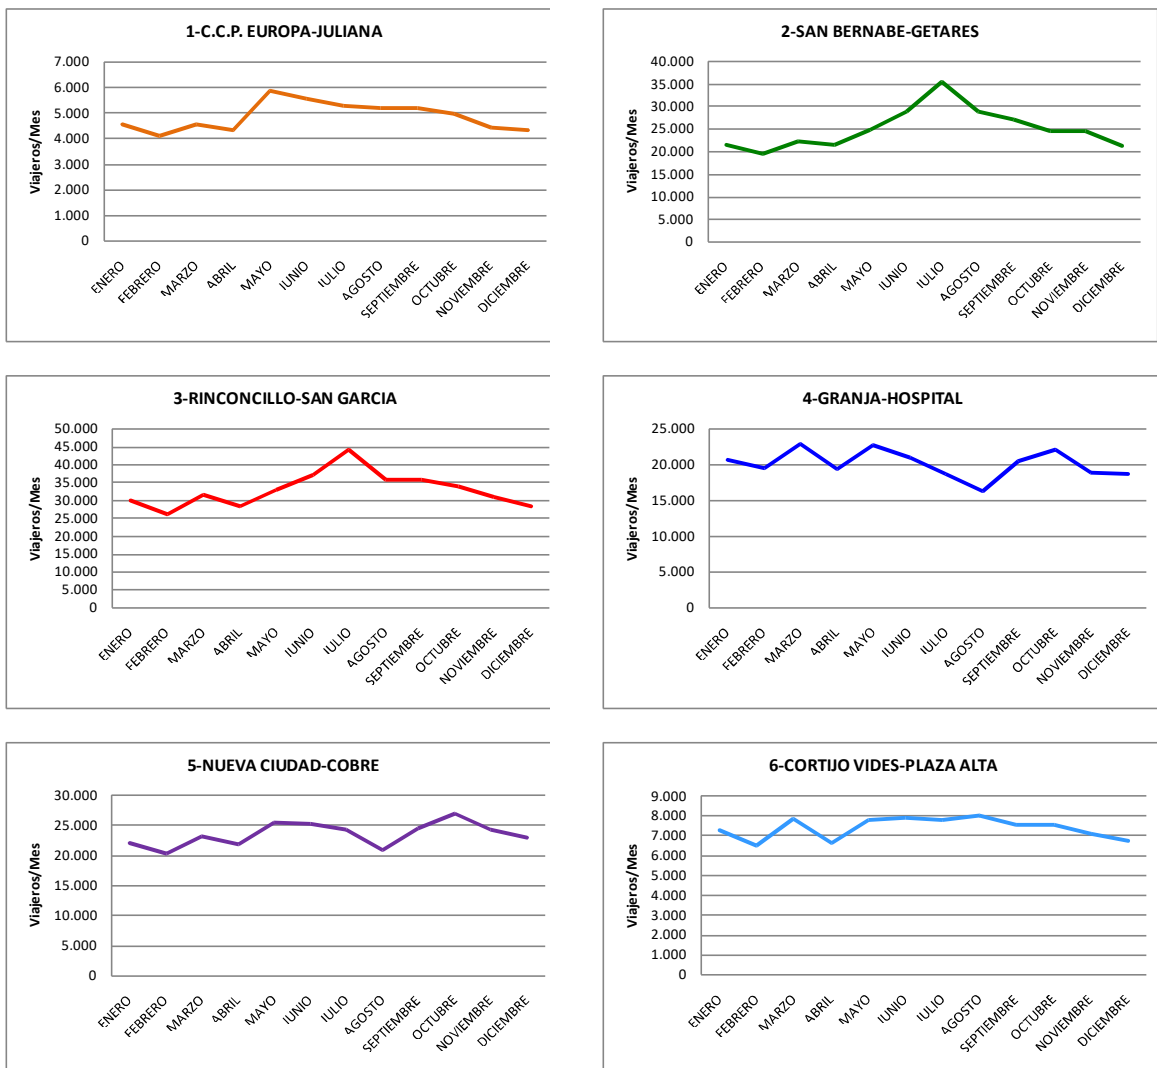 1-C.C.P. EUROPA-JULIANA
Viajeros/Mes
7.000
6.000
5.000
4.000
3.000
2.000
1.000
0
ENERO
FEBRERO
MARZO
ABRIL
MAYO
JUNIO
JULIO
AGOSTO
SEPTIEMBRE
OCTUBRE
NOVIEMBRE
DICIEMBRE
2-SAN BERNABE-GETARES
Viajeros/Mes
40.000
35.000
30.000
25.000
20.000
15.000
10.000
5.000
0
ENERO
FEBRERO
MARZO
ABRIL
MAYO
JUNIO
JULIO
AGOSTO
SEPTIEMBRE
OCTUBRE
NOVIEMBRE
DICIEMBRE
3-RINCONCILLO-SAN GARCIA
Viajeros/Mes
50.000
45.000
40.000
35.000
30.000
25.000
20.000
15.000
10.000
5.000
0
ENERO
FEBRERO
MARZO
ABRIL
MAYO
JUNIO
JULIO
AGOSTO
SEPTIEMBRE
OCTUBRE
NOVIEMBRE
DICIEMBRE
4-GRANJA-HOSPITAL
Viajeros/Mes
25.000
20.000
15.000
10.000
5.000
0
ENERO
FEBRERO
MARZO
ABRIL
MAYO
JUNIO
JULIO
AGOSTO
SEPTIEMBRE
OCTUBRE
NOVIEMBRE
DICIEMBRE
5-NUEVA CIUDAD-COBRE
Viajeros/Mes
30.000
25.000
20.000
15.000
10.000
5.000
0
ENERO
FEBRERO
MARZO
ABRIL
MAYO
JUNIO
JULIO
AGOSTO
SEPTIEMBRE
OCTUBRE
NOVIEMBRE
DICIEMBRE
6-CORTIJO VIDES-PLAZA ALTA
Viajeros/Mes
9.000
8.000
7.000
6.000
5.000
4.000
3.000
2.000
1.000
0
ENERO
FEBRERO
MARZO
ABRIL
MAYO
JUNIO
JULIO
AGOSTO
SEPTIEMBRE
OCTUBRE
NOVIEMBRE
DICIEMBRE